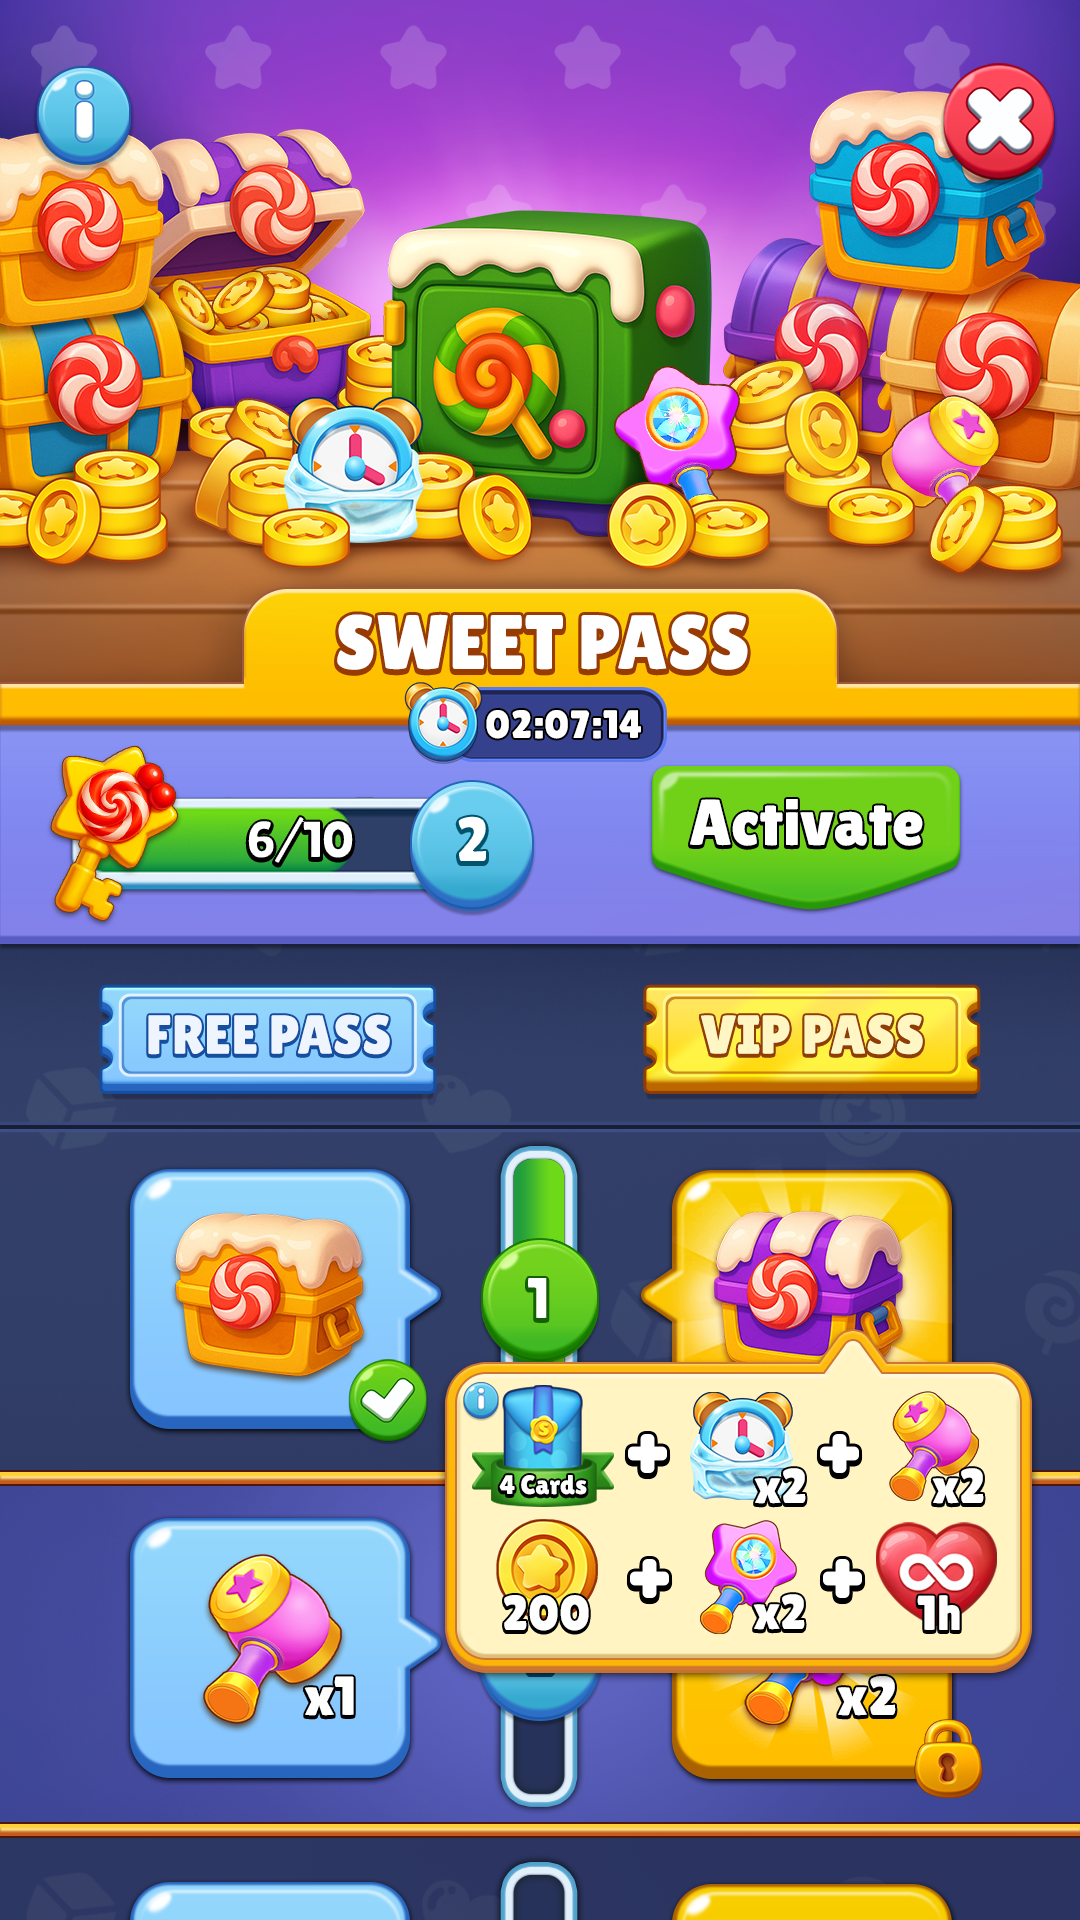 SWEET PASS
02:07:14
6/10
2
Activate
FREE PASS
VIP PASS
1
4 Cards
x2
x2
200
x2
1h
x1
x2